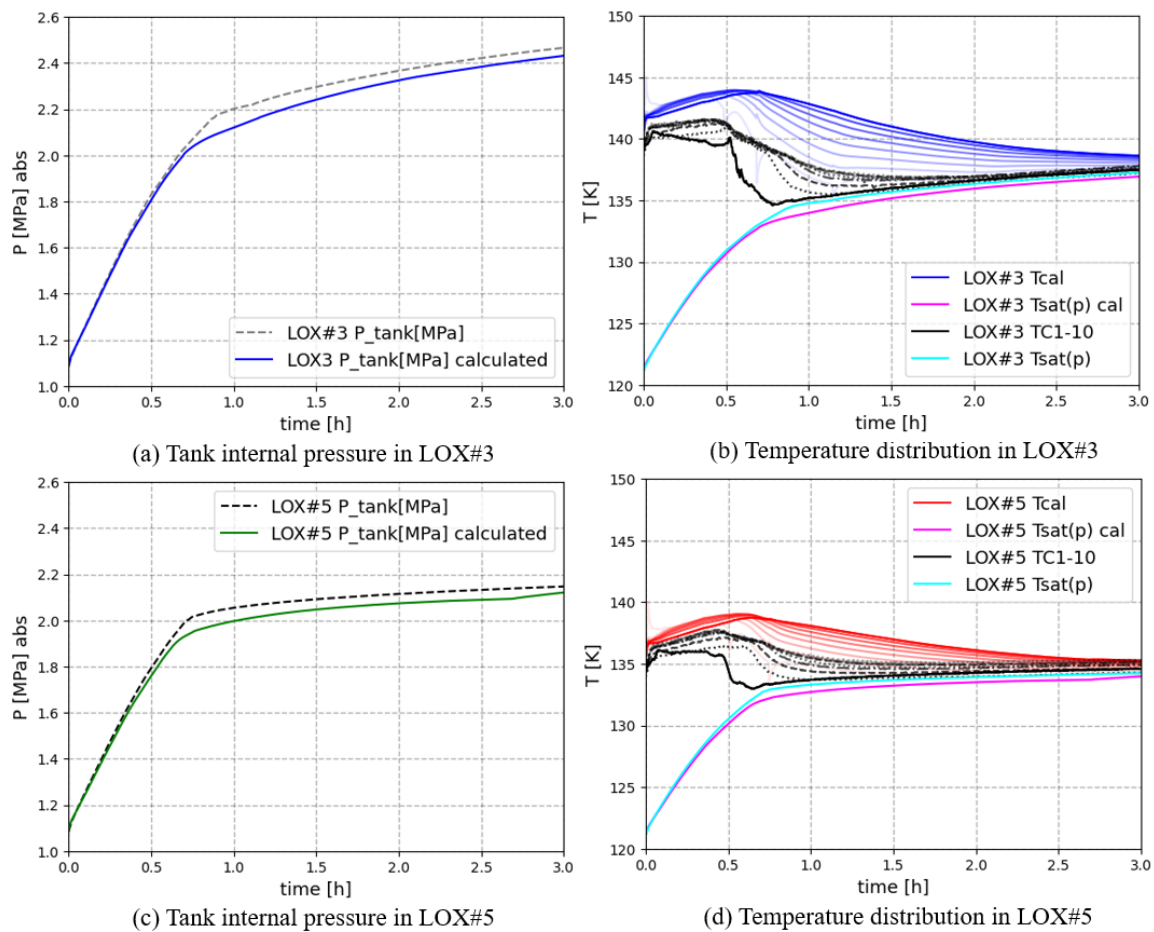 2.6
2.4
2.2
2.0
1.8
1.6
1.4
1.2
1.0
P [MPa] abs
LOX#3 P_tank[MPa]
LOX3 P_tank[MPa] calculated
0.0 0.5 1.0 1.5 2.0 2.5 3.0
time [h]
(a) Tank internal pressure in LOX#3
150
145
140
135
130
125
120
T [K]
LOX#3 Tcal
LOX#3 Tsat(p) cal
LOX#3 TC1-10
LOX#3 Tsat(p)
0.0 0.5 1.0 1.5 2.0 2.5 3.0
time [h]
(b) Temperature distribution in LOX#3
2.6
2.4
2.2
2.0
1.8
1.6
1.4
1.2
1.0
P [MPa] abs
LOX#5 P_tank[MPa]
LOX#5 P_tank[MPa] calculated
0.0 0.5 1.0 1.5 2.0 2.5 3.0
time [h]
(c) Tank internal pressure in LOX#5
150
145
140
135
130
125
120
T [K]
LOX#5 Tcal
LOX#5 Tsat(p) cal
LOX#5 TC1-10
LOX#5 Tsat(p)
0.0 0.5 1.0 1.5 2.0 2.5 3.0
time [h]
(d) Temperature distribution in LOX#5